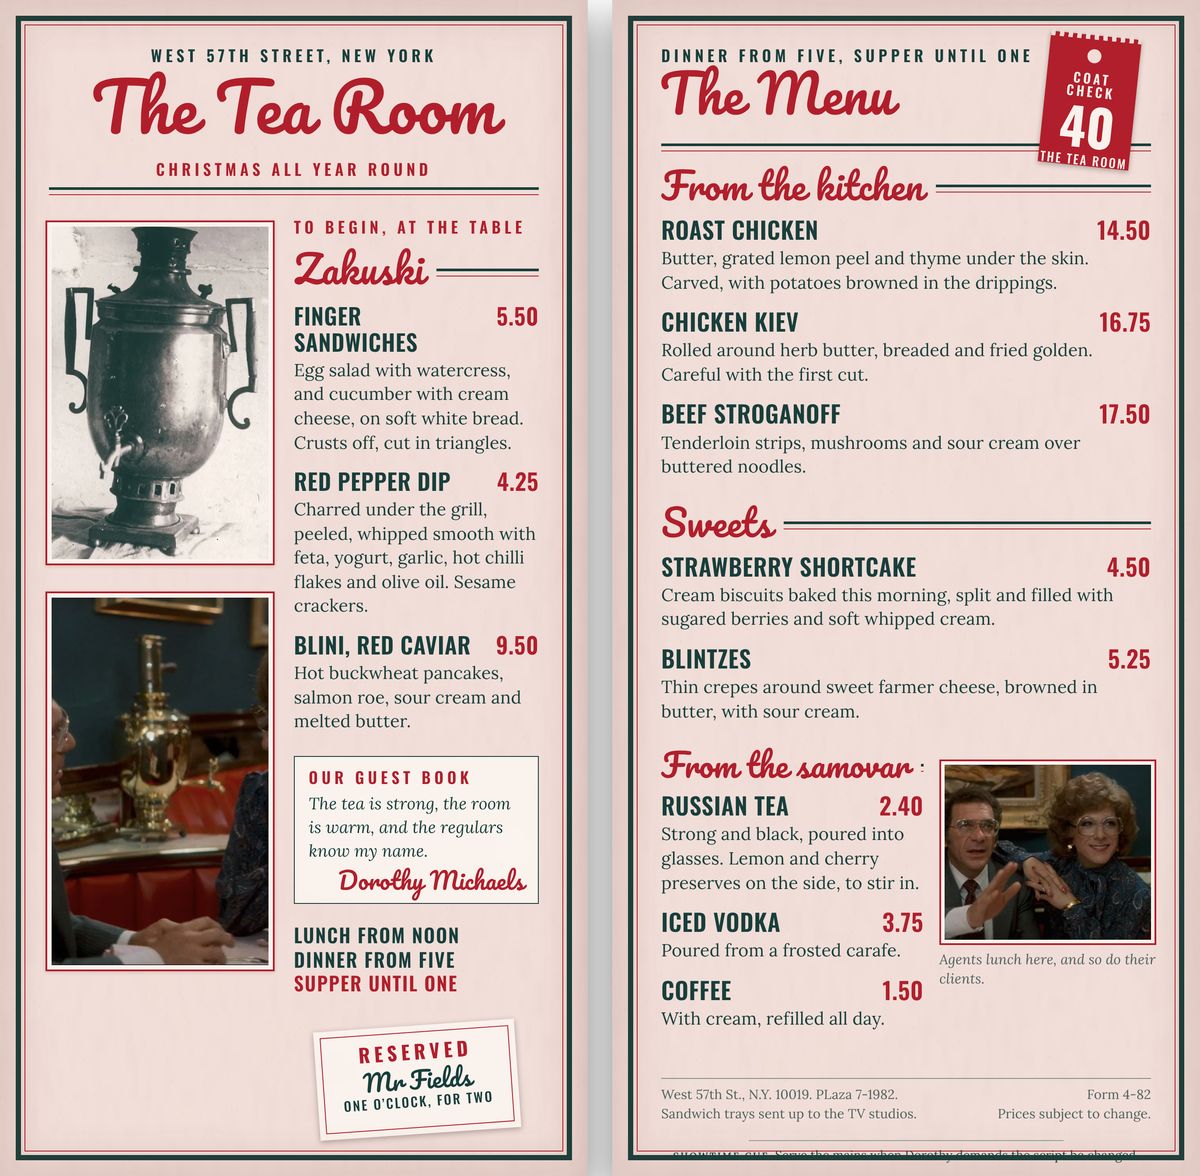 WEST 57TH STREET, NEW YORK
The Tea Room
CHRISTMAS ALL YEAR ROUND
TO BEGIN, AT THE TABLE
Zakuski
FINGER SANDWICHES 5.50
Egg salad with watercress,
and cucumber with cream
cheese, on soft white bread.
Crusts off, cut in triangles.
RED PEPPER DIP 4.25
Charred under the grill,
peeled, whipped smooth with
feta, yogurt, garlic, hot chilli
flakes and olive oil. Sesame
crackers.
BLINI, RED CAVIAR 9.50
Hot buckwheat pancakes,
salmon roe, sour cream and
melted butter.
OUR GUEST BOOK
The tea is strong, the room
is warm, and the regulars
know my name.
Dorothy Michaels
LUNCH FROM NOON
DINNER FROM FIVE
SUPPER UNTIL ONE
RESERVED
Mr Fields
ONE O'CLOCK, FOR TWO
DINNER FROM FIVE, SUPPER UNTIL ONE
The Menu
COAT
CHECK
40
THE TEA ROOM
From the kitchen
ROAST CHICKEN 14.50
Butter, grated lemon peel and thyme under the skin.
Carved, with potatoes browned in the drippings.
CHICKEN KIEV 16.75
Rolled around herb butter, breaded and fried golden.
Careful with the first cut.
BEEF STROGANOFF 17.50
Tenderloin strips, mushrooms and sour cream over
buttered noodles.
Sweets
STRAWBERRY SHORTCAKE 4.50
Cream biscuits baked this morning, split and filled with
sugared berries and soft whipped cream.
BLINTZES 5.25
Thin crepes around sweet farmer cheese, browned in
butter, with sour cream.
From the samovar
RUSSIAN TEA 2.40
Strong and black, poured into
glasses. Lemon and cherry
preserves on the side, to stir in.
ICED VODKA 3.75
Poured from a frosted carafe.
COFFEE 1.50
With cream, refilled all day.
Agents lunch here, and so do their
clients.
West 57th St., N.Y. 10019. PLaza 7-1982.
Sandwich trays sent up to the TV studios.
Form 4-82
Prices subject to change.
SHOWTIME CUE Serve the mains when Dorothy demands the script be changed.